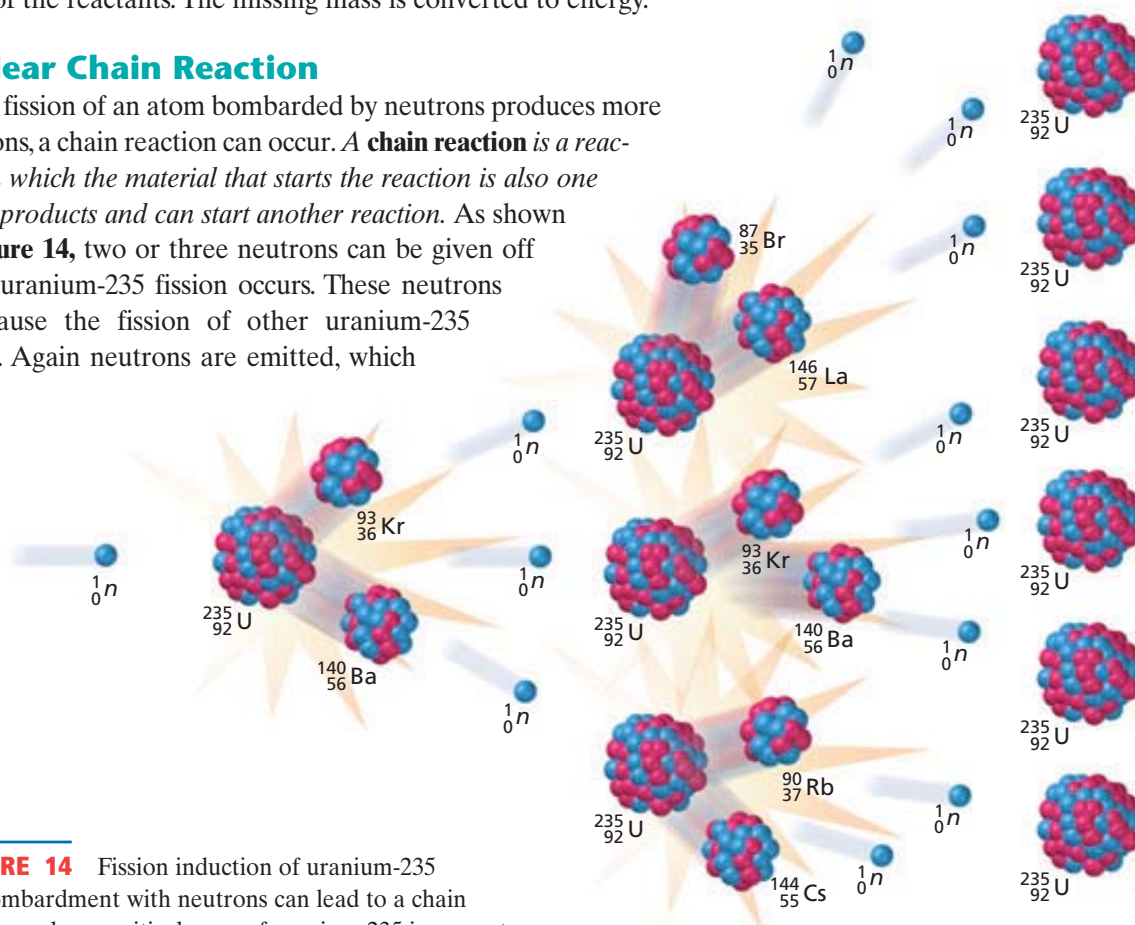 of the reactants. The missing mass is converted to energy.
lear Chain Reaction
fission of an atom bombarded by neutrons produces more
ons, a chain reaction can occur. A chain reaction is a reac-
which the material that starts the reaction is also one
products and can start another reaction. As shown
ure 14, two or three neutrons can be given off
uranium-235 fission occurs. These neutrons
ause the fission of other uranium-235
. Again neutrons are emitted, which
1 0 n
1 0 n
1 0 n
87 35 Br
146 57 La
235 92 U
1 0 n
235 92 U
93 36 Kr
140 56 Ba
1 0 n
1 0 n
1 0 n
1 0 n
93 36 Kr
140 56 Ba
235 92 U
1 0 n
1 0 n
235 92 U
90 37 Rb
144 55 Cs
1 0 n
1 0 n
235 92 U
235 92 U
235 92 U
235 92 U
235 92 U
235 92 U
RE 14 Fission induction of uranium-235
ombardment with neutrons can lead to a chain